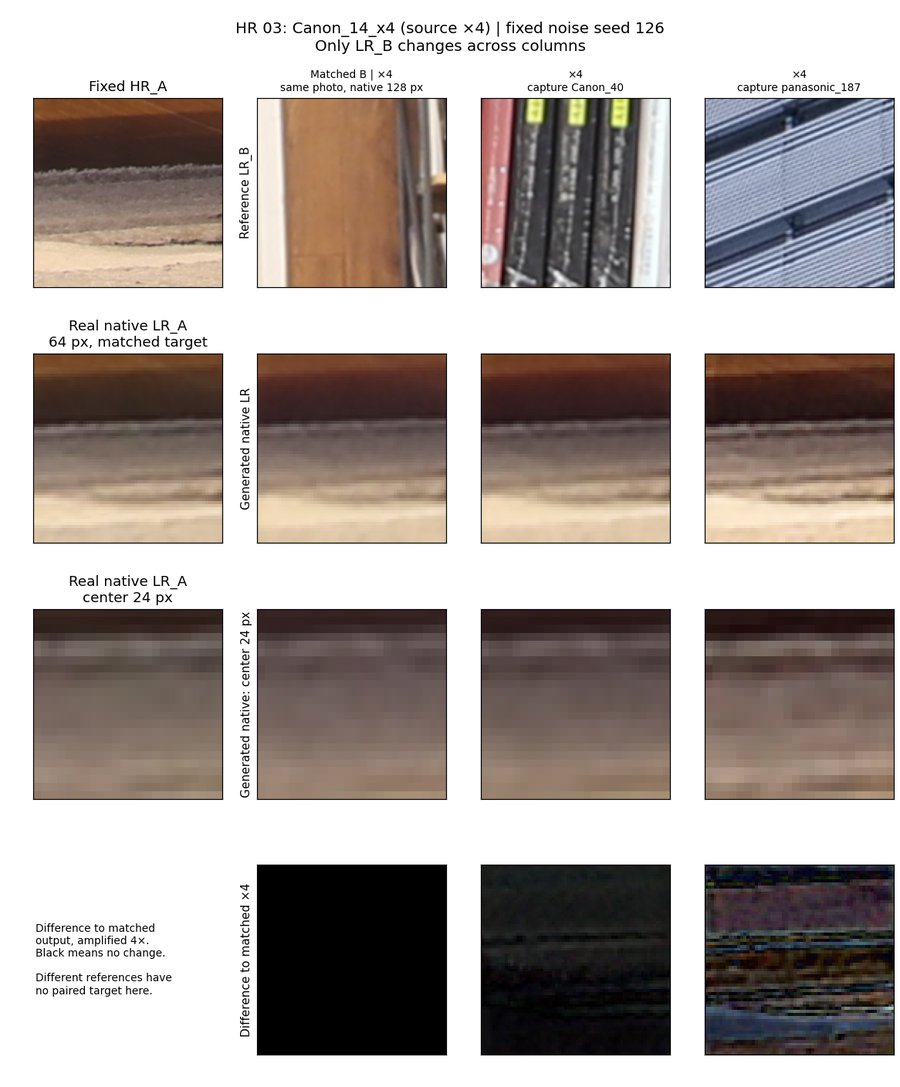 HR 03: Canon_14_x4 (source ×4) | fixed noise seed 126
Only LR_B changes across columns
Fixed HR_A
Matched B | ×4
same photo, native 128 px
×4
capture Canon_40
×4
capture panasonic_187
Reference LR_B
Real native LR_A
64 px, matched target
Generated native LR
Real native LR_A
center 24 px
Generated native: center 24 px
Difference to matched
output, amplified 4×.
Black means no change.
Different references have
no paired target here.
Difference to matched ×4